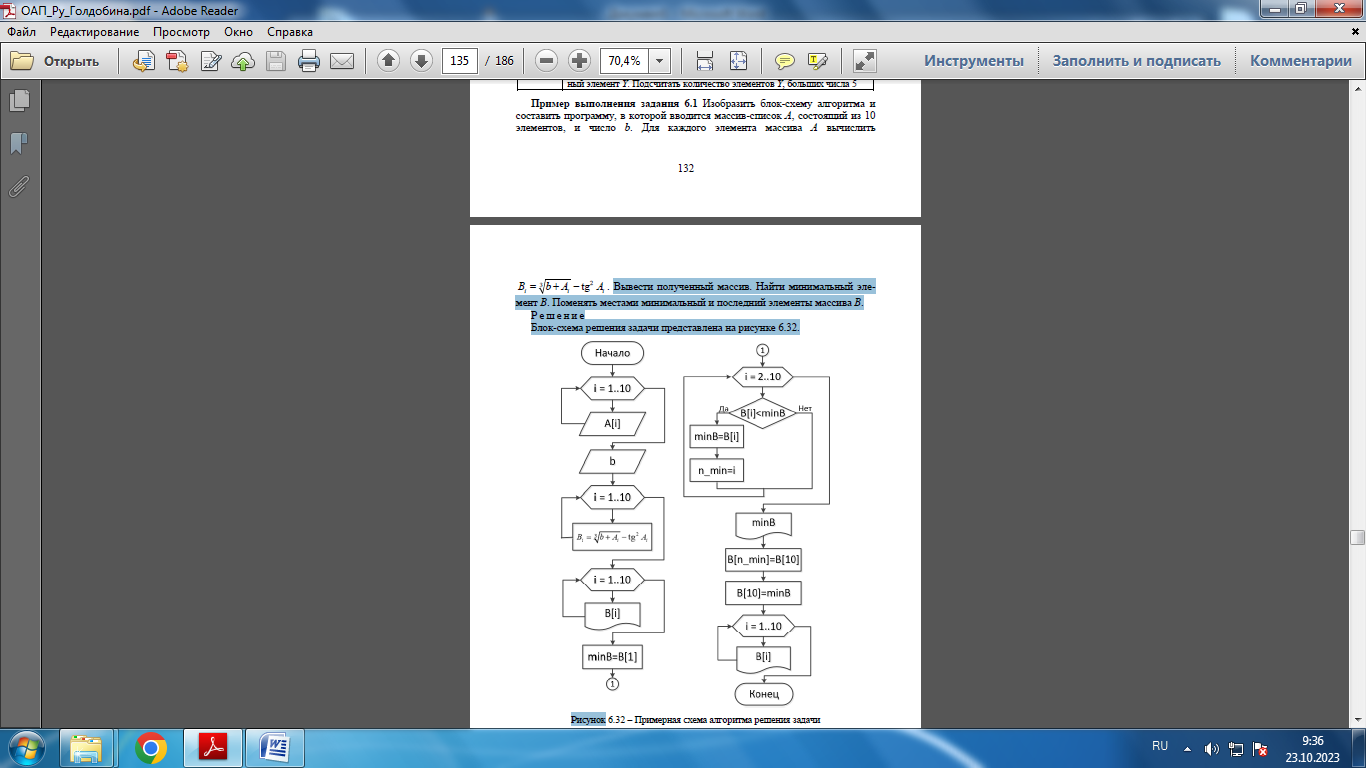 ОАП_Ру_Голдобина.pdf - Adobe Reader
Файл Редактирование Просмотр Окно Справка
Открыть 135 / 186 70,4% Инструменты Заполнить и подписать Комментарии
ный элемент Y. Подсчитать количество элементов Y, больших числа 5
Пример выполнения задания 6.1 Изобразить блок-схему алгоритма и
составить программу, в которой вводится массив-список A, состоящий из 10
элементов, и число b. Для каждого элемента массива A вычислить
132
B_i = ∛(b + A_i) − tg² A_i. Вывести полученный массив. Найти минимальный эле-
мент B. Поменять местами минимальный и последний элементы массива B.
Решение
Блок-схема решения задачи представлена на рисунке 6.32.
Начало
i = 1..10
A[i]
b
i = 1..10
B_i = ∛(b + A_i) − tg² A_i
i = 1..10
B[i]
minB=B[1]
1
1
i = 2..10
Да
B[i]<minB
Нет
minB=B[i]
n_min=i
minB
B[n_min]=B[10]
B[10]=minB
i = 1..10
B[i]
Конец
Рисунок 6.32 – Примерная схема алгоритма решения задачи
RU
9:36
23.10.2023